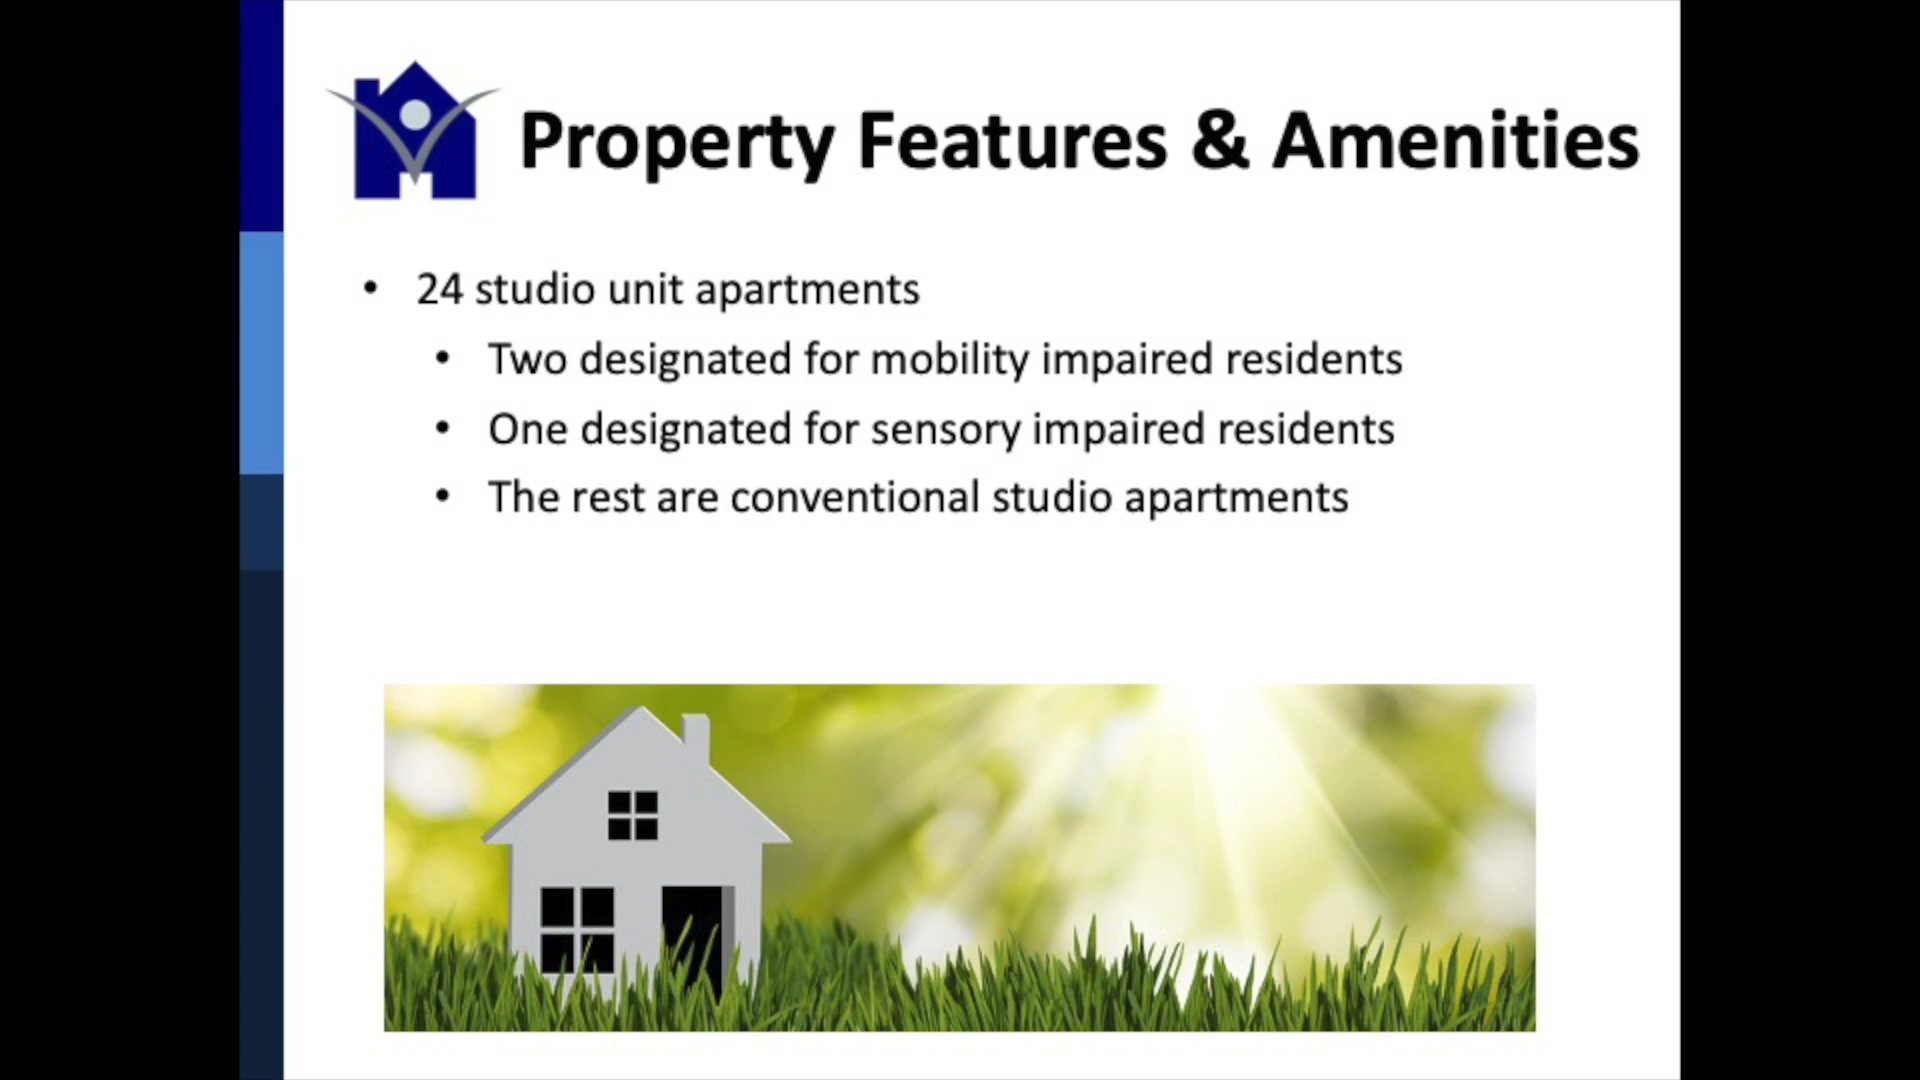 Property Features & Amenities
• 24 studio unit apartments
• Two designated for mobility impaired residents
• One designated for sensory impaired residents
• The rest are conventional studio apartments